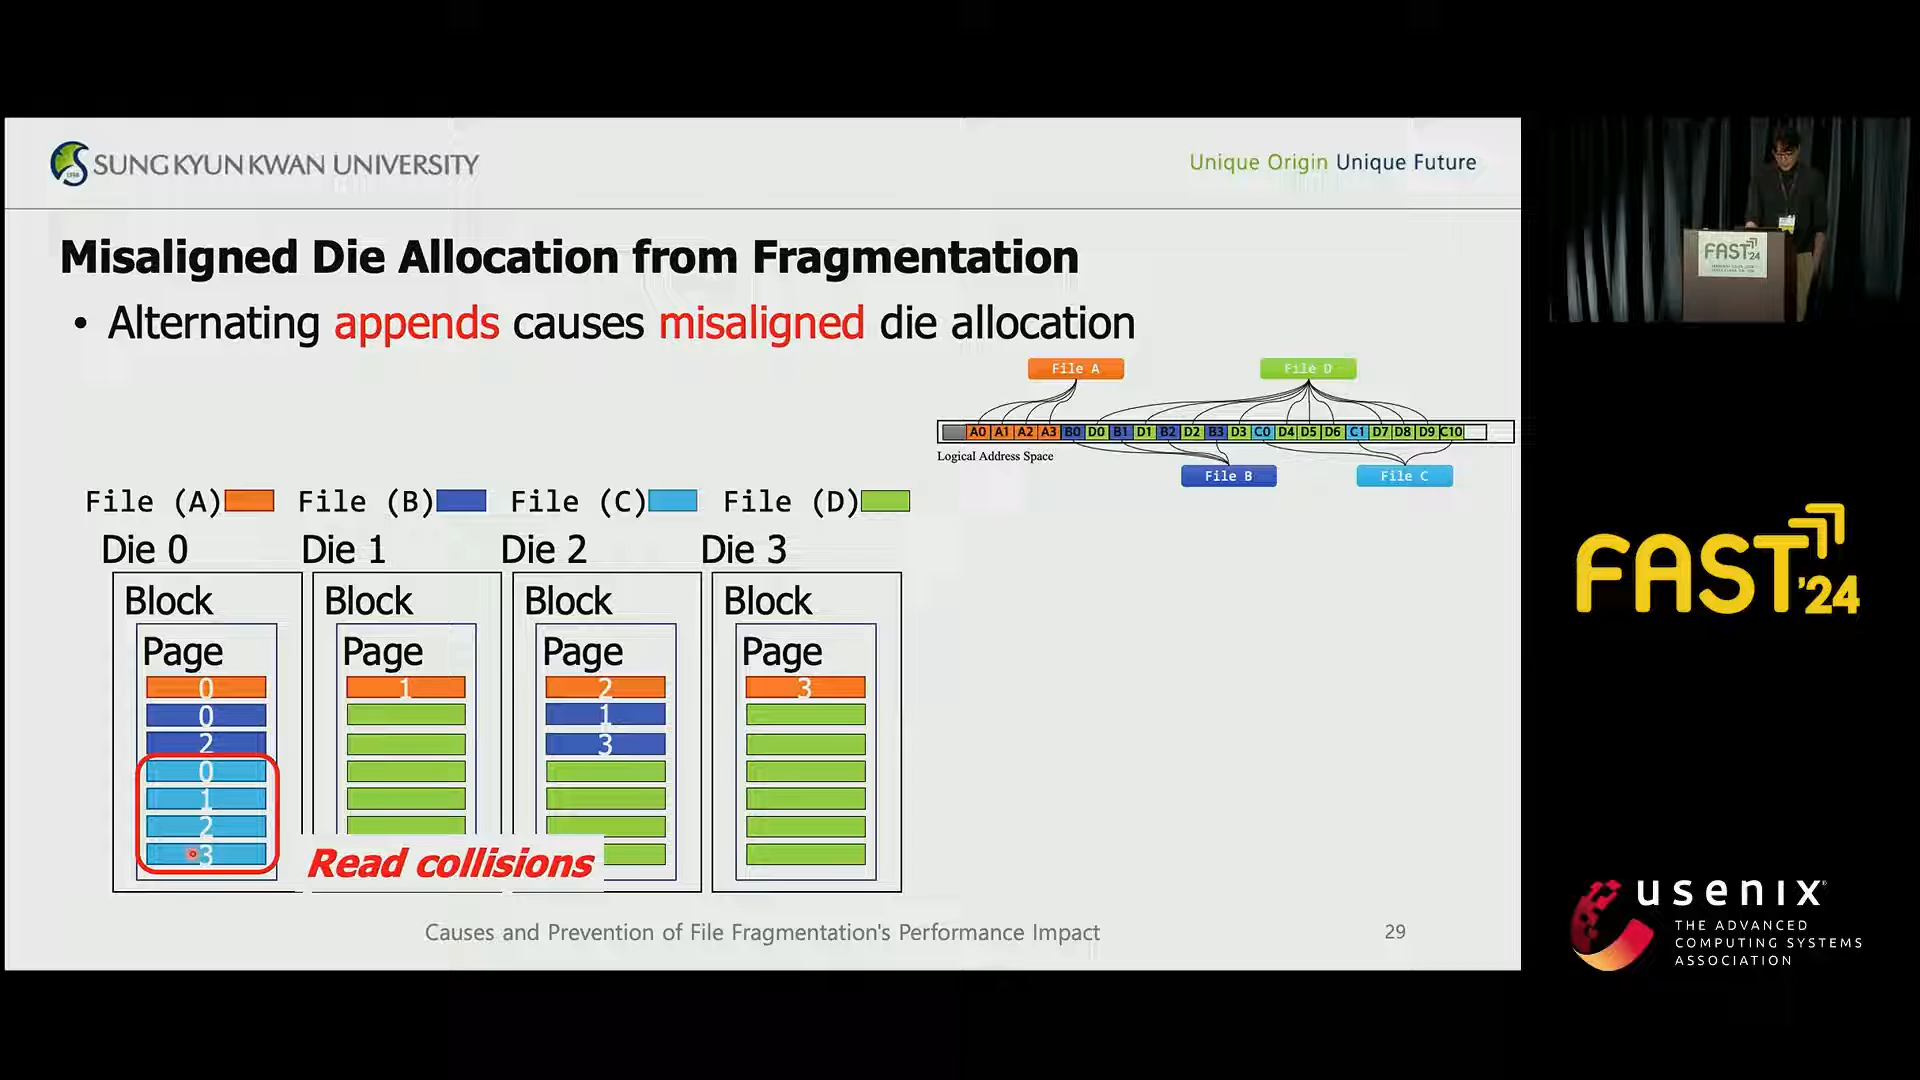 SUNG KYUN KWAN UNIVERSITY
Unique Origin Unique Future
Misaligned Die Allocation from Fragmentation
• Alternating appends causes misaligned die allocation
File A
File D
A0 A1 A2 A3 B0 D0 B1 D1 B2 D2 B3 D3 C0 D4 D5 D6 C1 D7 D8 D9 C10
Logical Address Space
File B
File C
File (A) File (B) File (C) File (D)
Die 0 Die 1 Die 2 Die 3
Block Block Block Block
Page Page Page Page
0 1 2 3
0 1
2 3
0
1
2
3
Read collisions
Causes and Prevention of File Fragmentation's Performance Impact
29
FAST'24
FAST'24
usenix
THE ADVANCED
COMPUTING SYSTEMS
ASSOCIATION